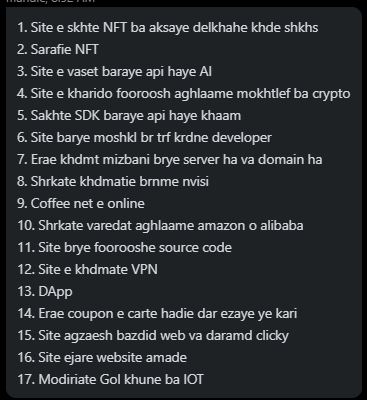 1. Site e skhte NFT ba aksaye delkhahe khde shkhs
2. Sarafie NFT
3. Site e vaset baraye api haye AI
4. Site e kharido fooroosh aghlaame mokhtlef ba crypto
5. Sakhte SDK baraye api haye khaam
6. Site barye moshkl br trf krdne developer
7. Erae khdmt mizbani brye server ha va domain ha
8. Shrkate khdmatie brnme nvisi
9. Coffee net e online
10. Shrkate varedat aghlaame amazon o alibaba
11. Site brye foorooshe source code
12. Site e khdmate VPN
13. DApp
14. Erae coupon e carte hadie dar ezaye ye kari
15. Site agzaesh bazdid web va daramd clicky
16. Site ejare website amade
17. Modiriate Gol khune ba IOT